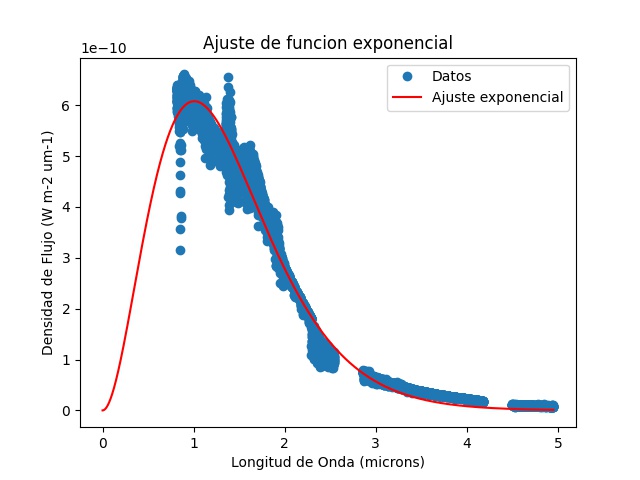 Ajuste de funcion exponencial
1e−10
Datos
Ajuste exponencial
Densidad de Flujo (W m-2 um-1)
6
5
4
3
2
1
0
0 1 2 3 4 5
Longitud de Onda (microns)